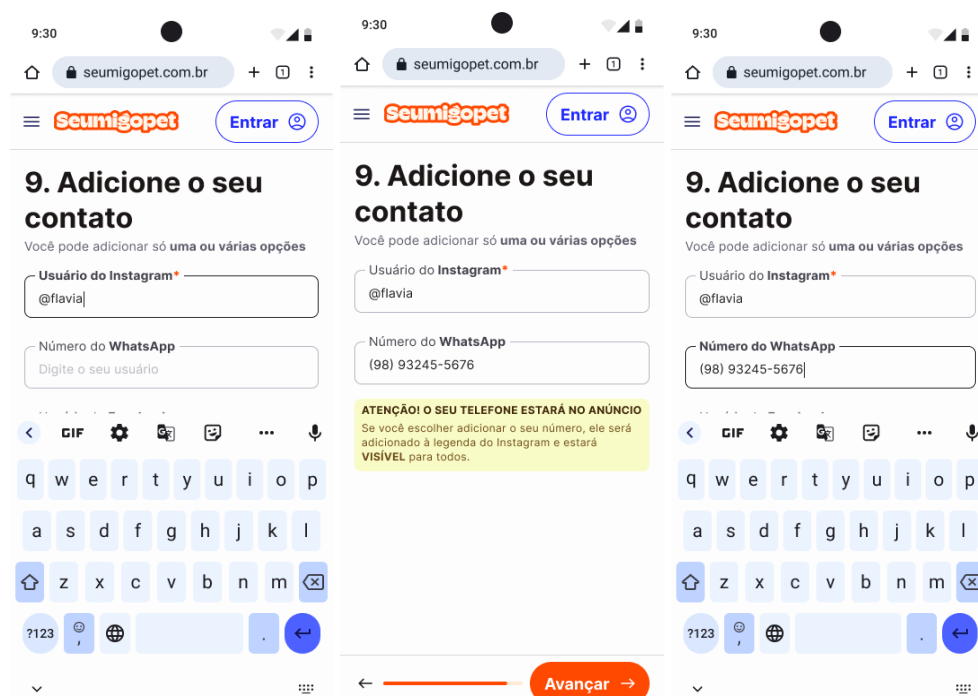 9:30
seumigopet.com.br
1
Seumigopet
Entrar
9. Adicione o seu
contato
Você pode adicionar só uma ou várias opções
Usuário do Instagram*
@flavia
Número do WhatsApp
Digite o seu usuário
GIF
q w e r t y u i o p
a s d f g h j k l
z x c v b n m
?123 , .
9:30
seumigopet.com.br
1
Seumigopet
Entrar
9. Adicione o seu
contato
Você pode adicionar só uma ou várias opções
Usuário do Instagram*
@flavia
Número do WhatsApp
(98) 93245-5676
ATENÇÃO! O SEU TELEFONE ESTARÁ NO ANÚNCIO
Se você escolher adicionar o seu número, ele será
adicionado à legenda do Instagram e estará
VISÍVEL para todos.
Avançar
9:30
seumigopet.com.br
1
Seumigopet
Entrar
9. Adicione o seu
contato
Você pode adicionar só uma ou várias opções
Usuário do Instagram*
@flavia
Número do WhatsApp
(98) 93245-5676
GIF
q w e r t y u i o p
a s d f g h j k l
z x c v b n m
?123 , .